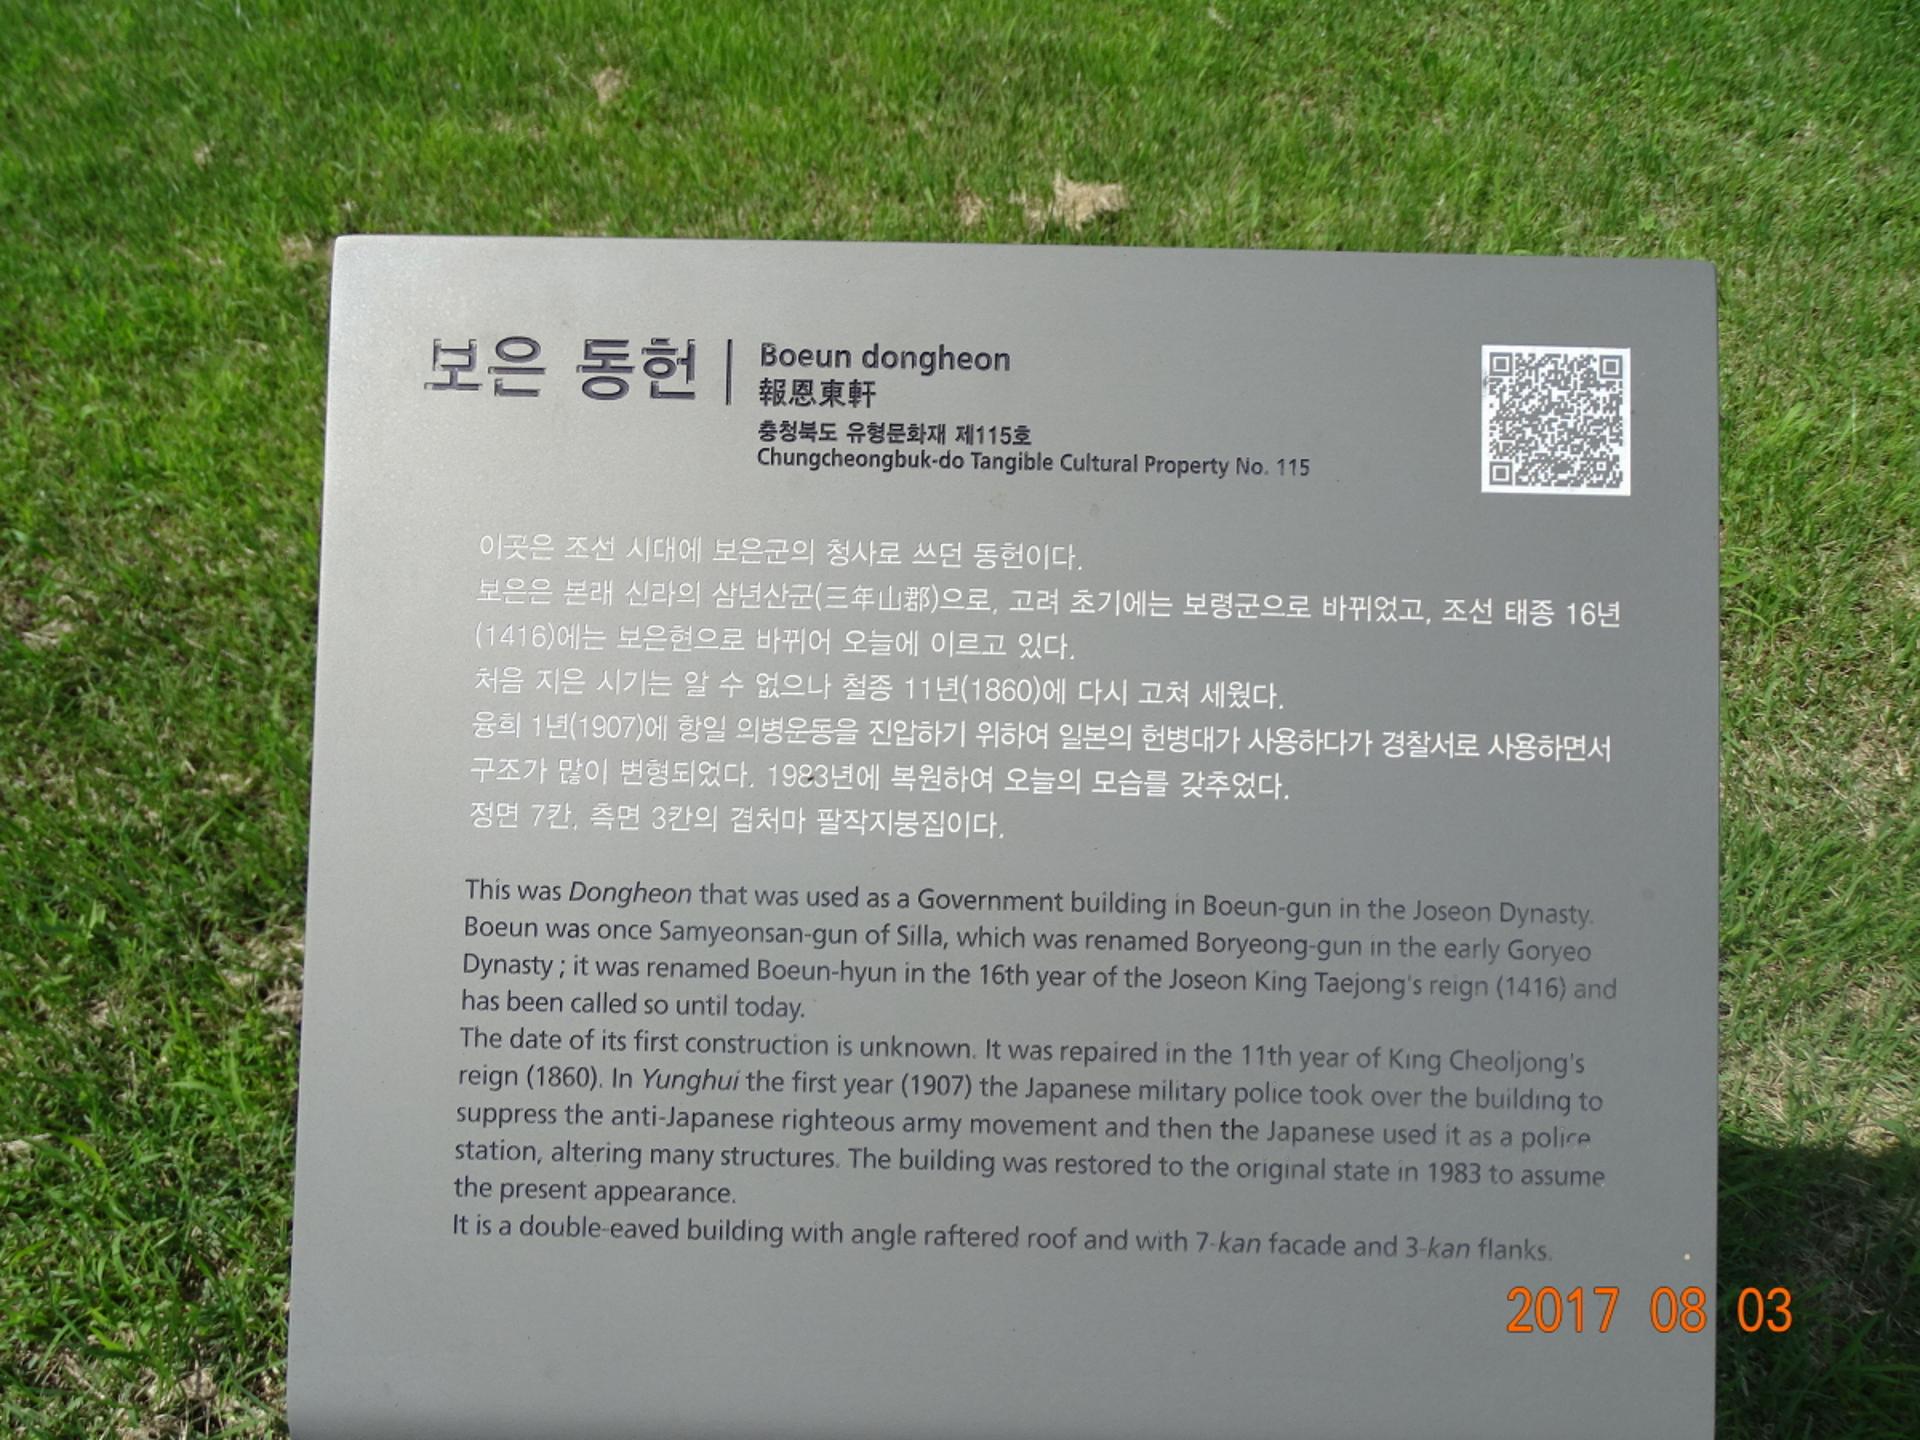 보은 동헌
Boeun dongheon
報恩東軒
충청북도 유형문화재 제115호
Chungcheongbuk-do Tangible Cultural Property No. 115
이곳은 조선 시대에 보은군의 청사로 쓰던 동헌이다.
보은은 본래 신라의 삼년산군(三年山郡)으로, 고려 초기에는 보령군으로 바뀌었고, 조선 태종 16년
(1416)에는 보은현으로 바뀌어 오늘에 이르고 있다.
처음 지은 시기는 알 수 없으나 철종 11년(1860)에 다시 고쳐 세웠다.
융희 1년(1907)에 항일 의병운동을 진압하기 위하여 일본의 헌병대가 사용하다가 경찰서로 사용하면서
구조가 많이 변형되었다. 1983년에 복원하여 오늘의 모습를 갖추었다.
정면 7칸, 측면 3칸의 겹처마 팔작지붕집이다.
This was Dongheon that was used as a Government building in Boeun-gun in the Joseon Dynasty.
Boeun was once Samyeonsan-gun of Silla, which was renamed Boryeong-gun in the early Goryeo
Dynasty ; it was renamed Boeun-hyun in the 16th year of the Joseon King Taejong's reign (1416) and
has been called so until today.
The date of its first construction is unknown. It was repaired in the 11th year of King Cheoljong's
reign (1860). In Yunghui the first year (1907) the Japanese military police took over the building to
suppress the anti-Japanese righteous army movement and then the Japanese used it as a police
station, altering many structures. The building was restored to the original state in 1983 to assume
the present appearance.
It is a double-eaved building with angle raftered roof and with 7-kan facade and 3-kan flanks.
2017 08 03